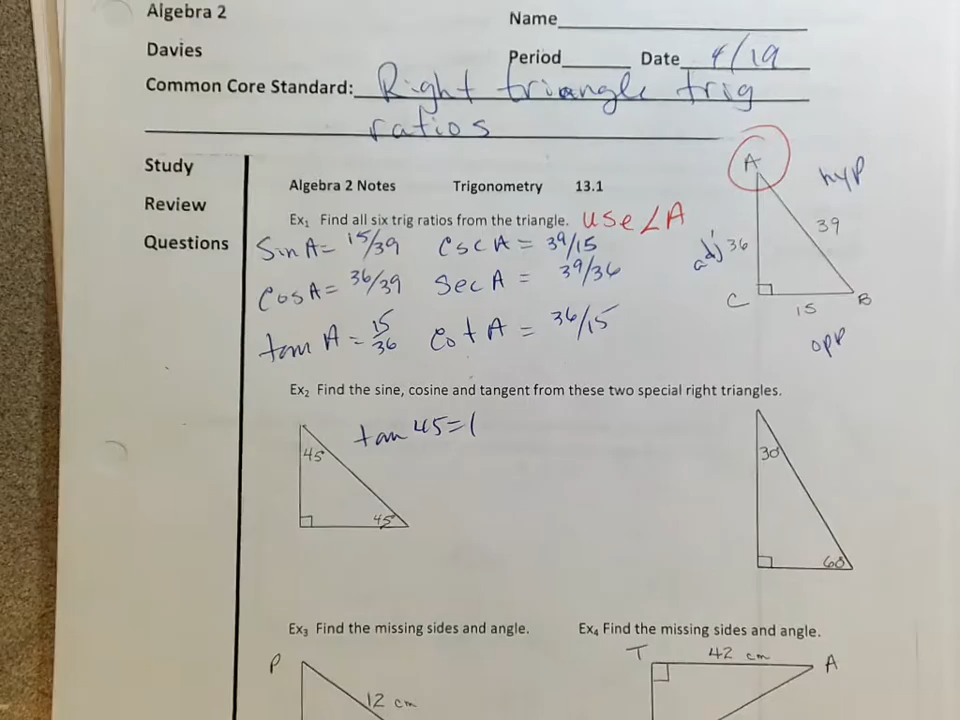 Algebra 2
Name
Davies
Period Date 4/19
Common Core Standard: Right triangle trig
ratios
Study
Review
Questions
Algebra 2 Notes Trigonometry 13.1
Ex₁ Find all six trig ratios from the triangle. use ∠A
Sin A = 15/39 csc A = 39/15
Cos A = 36/39 Sec A = 39/36
tan A = 15/36 Cot A = 36/15
A
hyp
39
adj 36
C
B
15
opp
Ex₂ Find the sine, cosine and tangent from these two special right triangles.
tan 45 = 1
45
45
30
60
Ex₃ Find the missing sides and angle.
Ex₄ Find the missing sides and angle.
P
12 cm
T 42 cm A